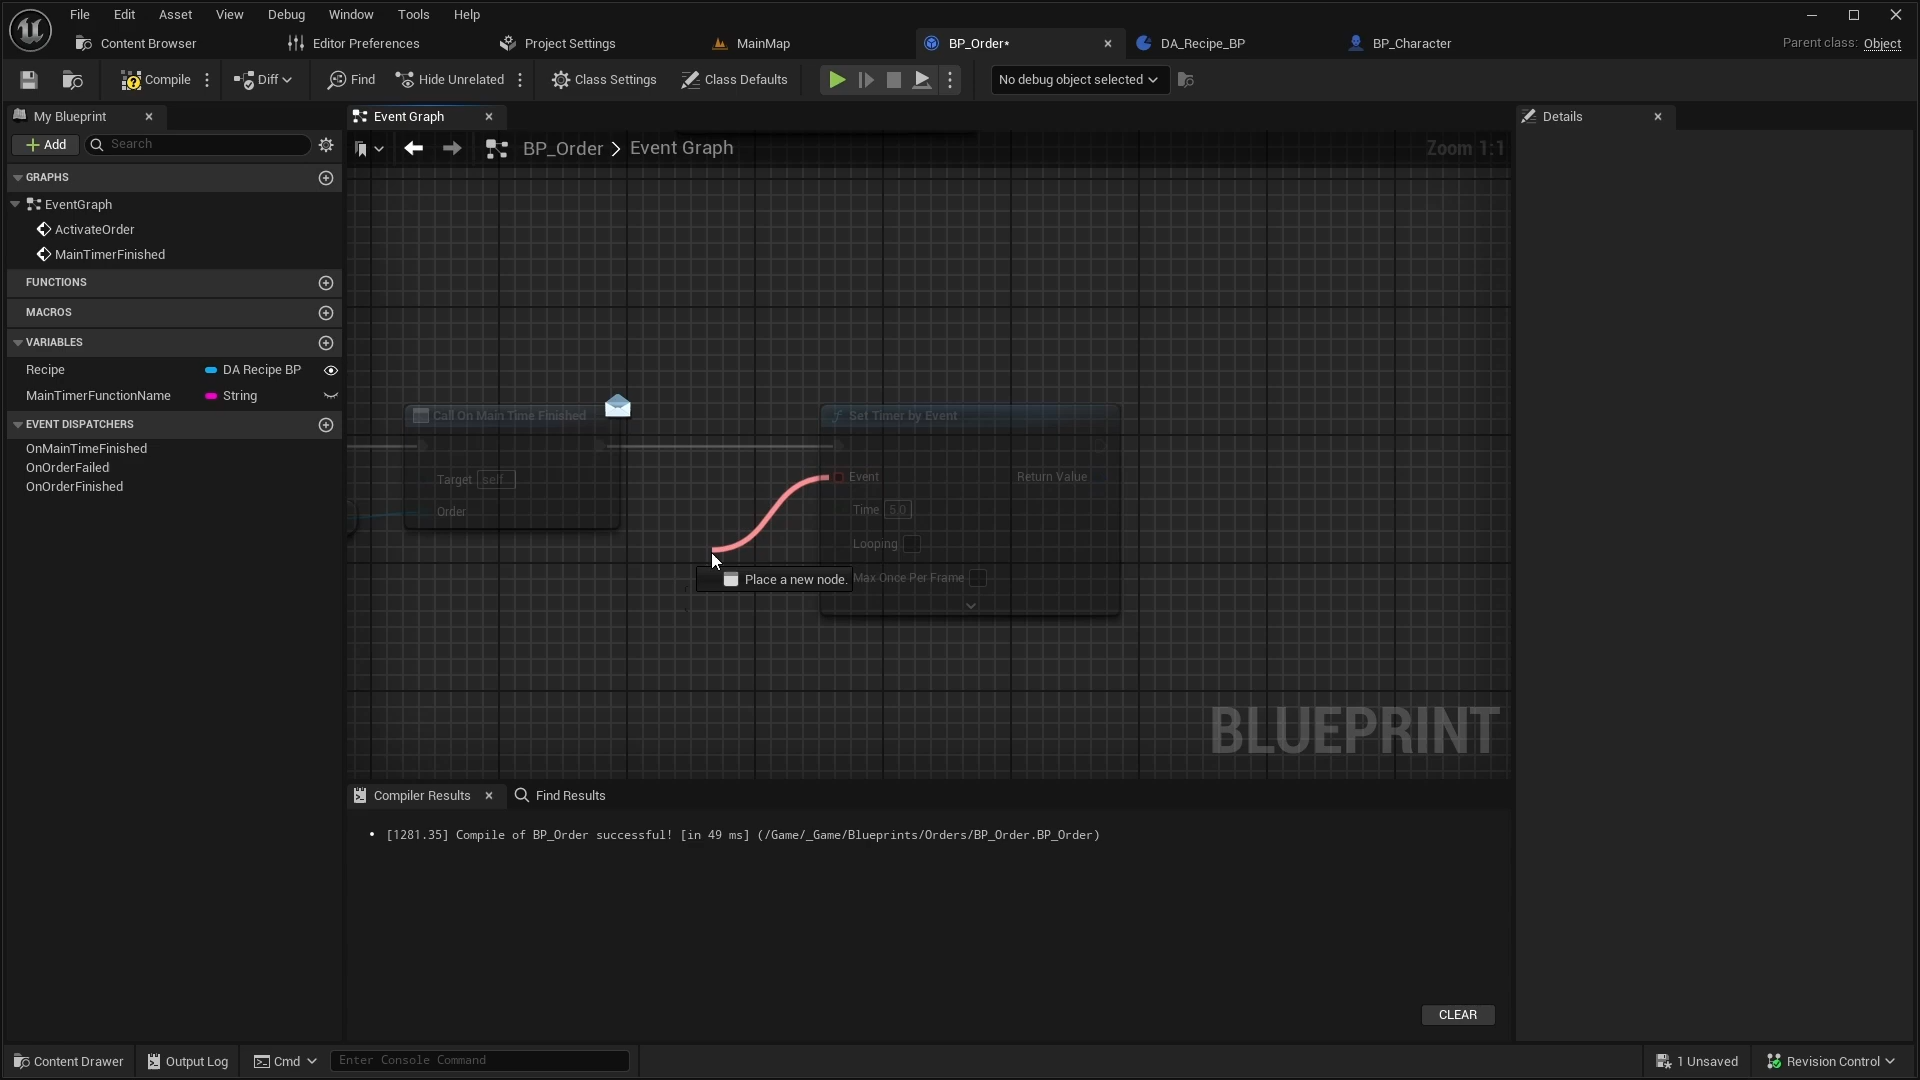 File Edit Asset View Debug Window Tools Help
Content Browser Editor Preferences Project Settings MainMap BP_Order* DA_Recipe_BP BP_Character Parent class: Object
Compile Diff Find Hide Unrelated Class Settings Class Defaults No debug object selected
My Blueprint
Event Graph
Details
Add
Search
BP_Order > Event Graph
Zoom 1:1
GRAPHS
EventGraph
ActivateOrder
MainTimerFinished
FUNCTIONS
MACROS
VARIABLES
Recipe DA Recipe BP
MainTimerFunctionName String
EVENT DISPATCHERS
OnMainTimeFinished
OnOrderFailed
OnOrderFinished
Call On Main Time Finished
Target self
Order
Set Timer by Event
Event Return Value
Time 5.0
Looping
Max Once Per Frame
Place a new node.
BLUEPRINT
Compiler Results Find Results
• [1281.35] Compile of BP_Order successful! [in 49 ms] (/Game/_Game/Blueprints/Orders/BP_Order.BP_Order)
CLEAR
Content Drawer Output Log Cmd Enter Console Command 1 Unsaved Revision Control